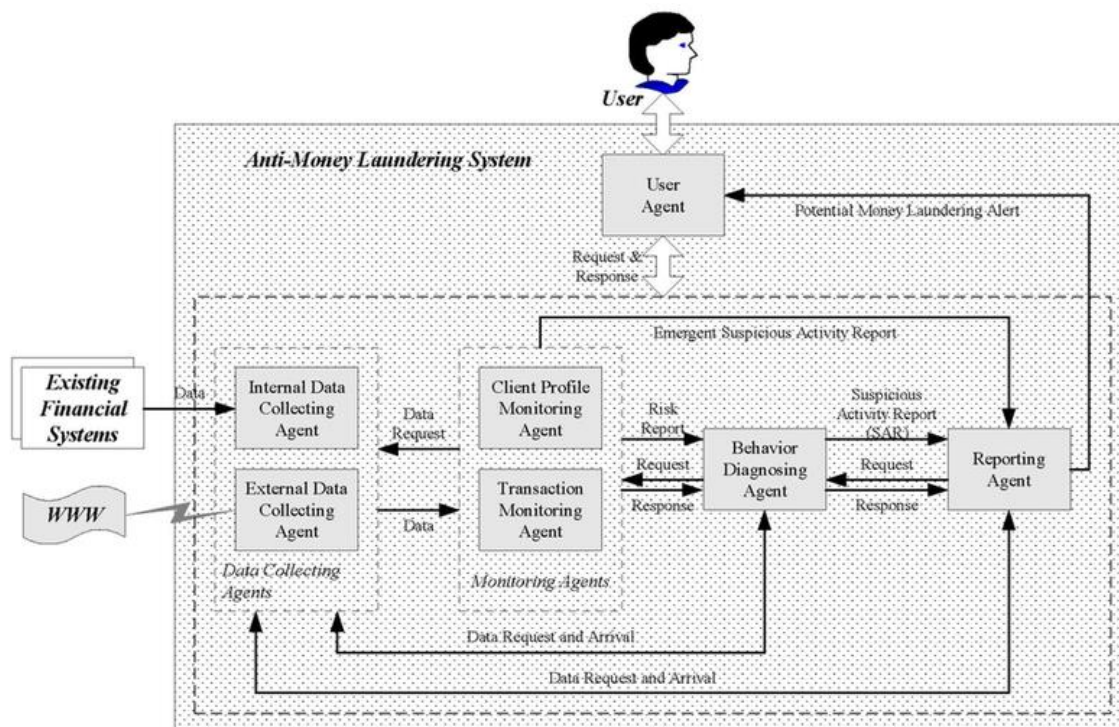 User
Anti-Money Laundering System
User
Agent
Potential Money Laundering Alert
Request &
Response
Emergent Suspicious Activity Report
Existing
Financial
Systems
Data
Internal Data
Collecting
Agent
Data
Request
Client Profile
Monitoring
Agent
Risk
Report
Suspicious
Activity Report
(SAR)
Behavior
Diagnosing
Agent
Reporting
Agent
Request
Request
WWW
External Data
Collecting
Agent
Data
Transaction
Monitoring
Agent
Response
Response
Data Collecting
Agents
Monitoring Agents
Data Request and Arrival
Data Request and Arrival